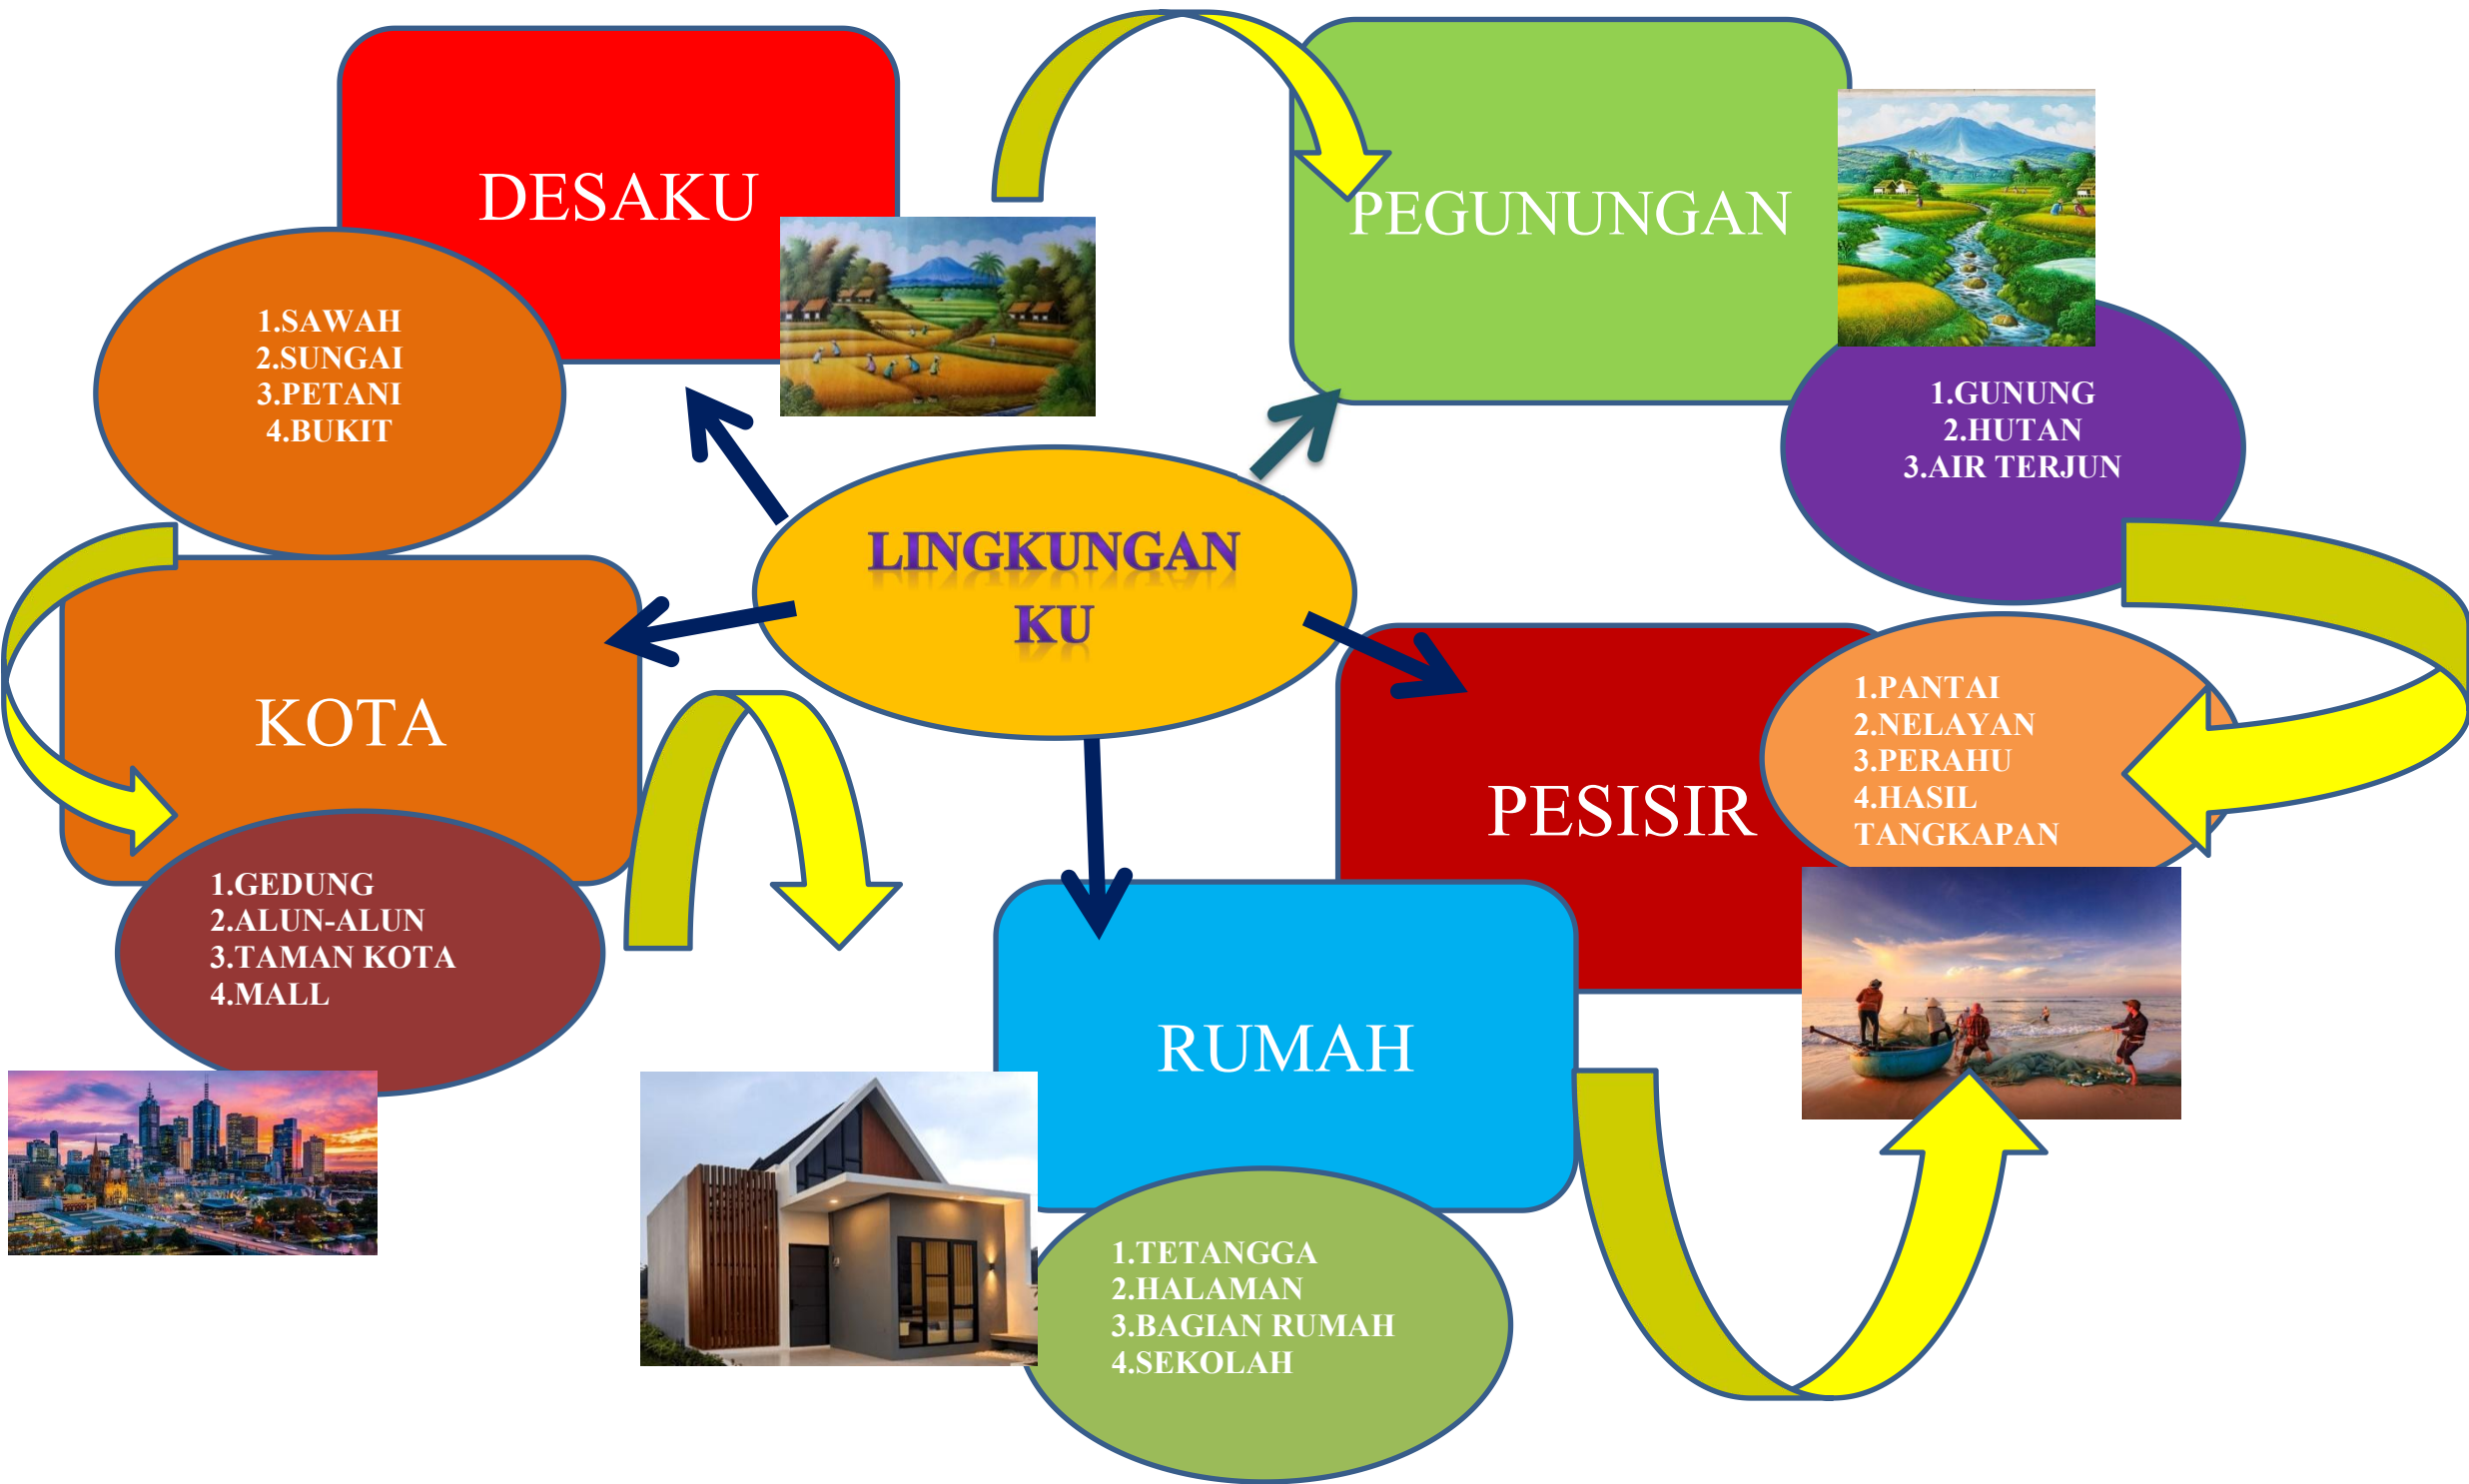 DESAKU
1.SAWAH
2.SUNGAI
3.PETANI
4.BUKIT
PEGUNUNGAN
1.GUNUNG
2.HUTAN
3.AIR TERJUN
LINGKUNGAN
KU
KOTA
1.GEDUNG
2.ALUN-ALUN
3.TAMAN KOTA
4.MALL
PESISIR
1.PANTAI
2.NELAYAN
3.PERAHU
4.HASIL
TANGKAPAN
RUMAH
1.TETANGGA
2.HALAMAN
3.BAGIAN RUMAH
4.SEKOLAH